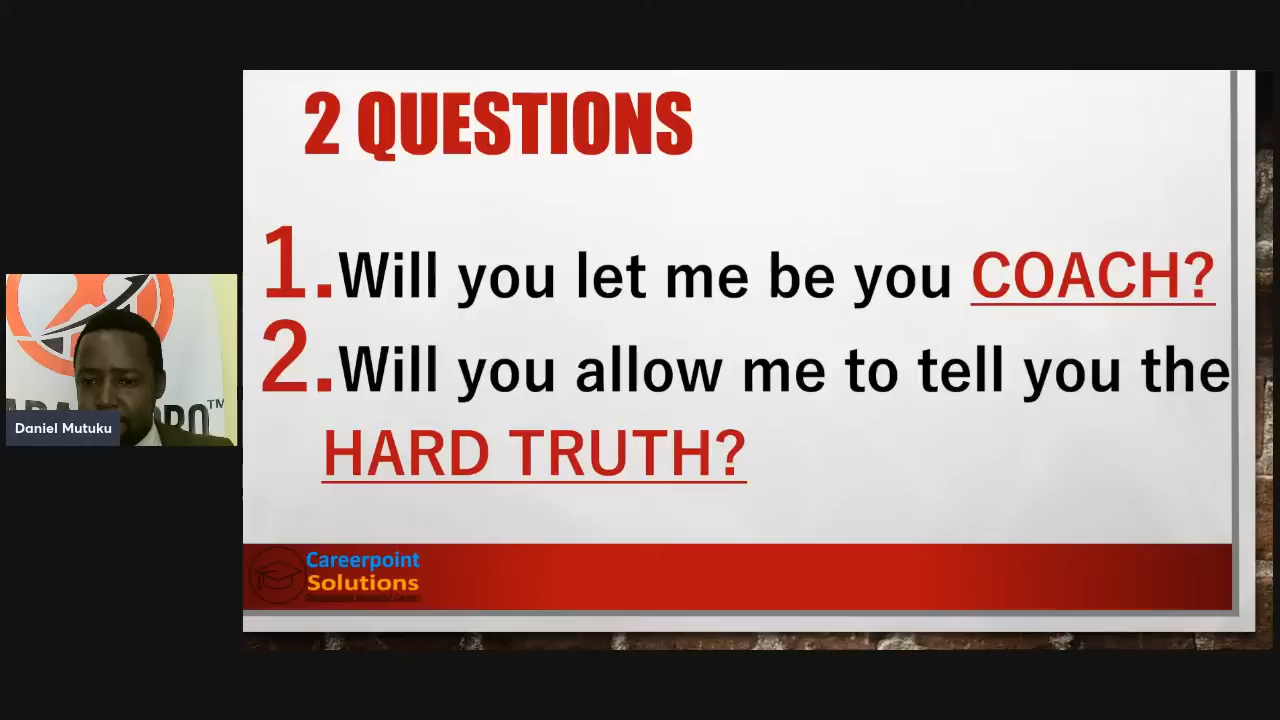 2 QUESTIONS
1.Will you let me be you COACH?
2.Will you allow me to tell you the
HARD TRUTH?
Daniel Mutuku
Careerpoint
Solutions